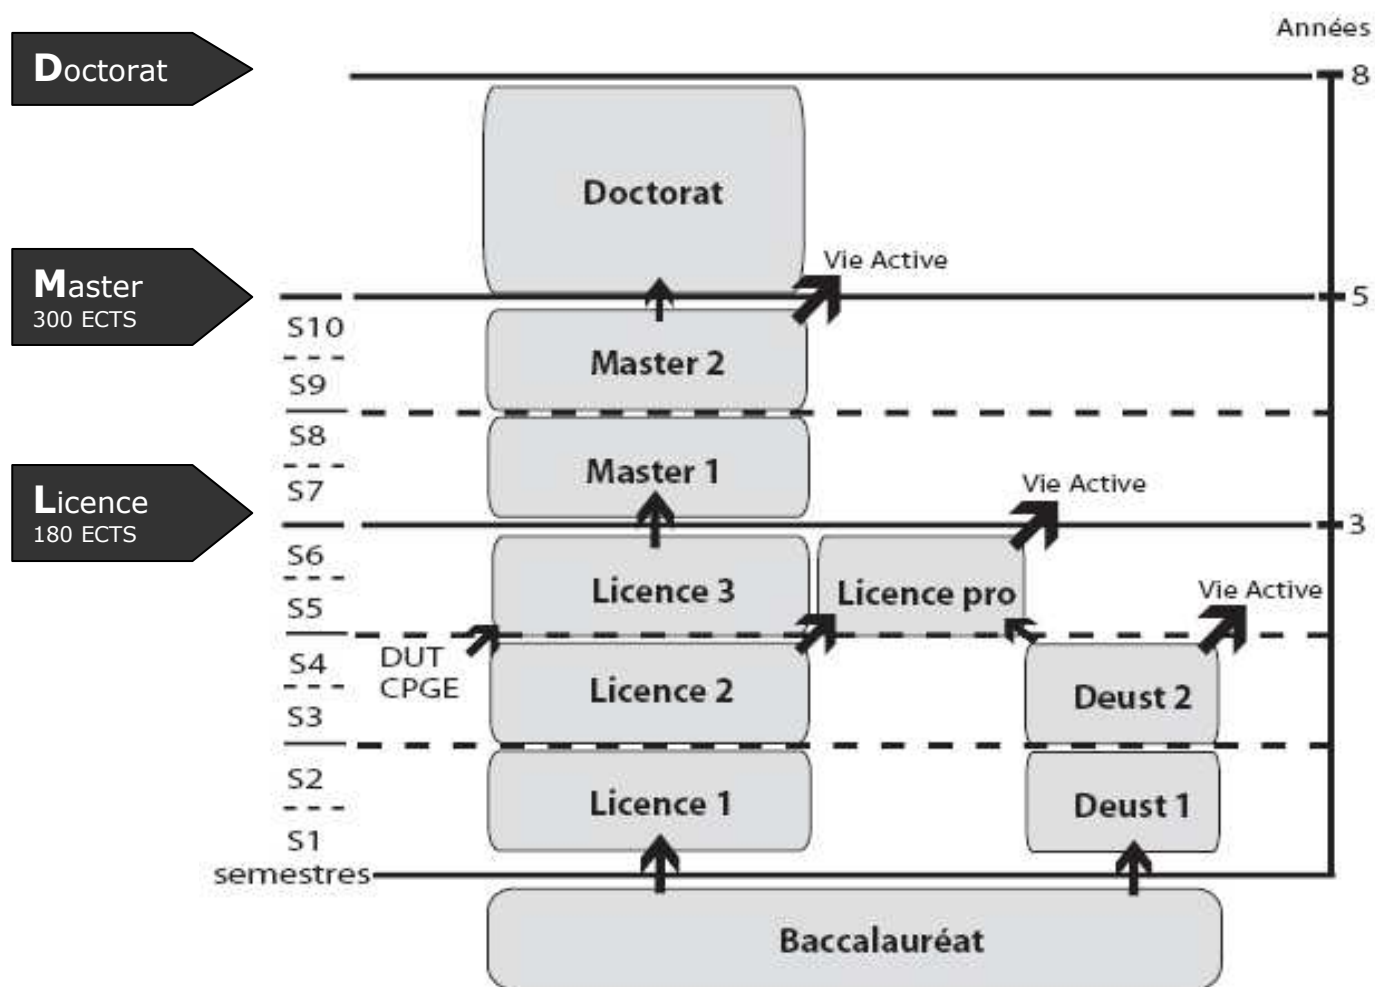 Années
Doctorat
8
Doctorat
Vie Active
Master
300 ECTS
5
S10
Master 2
S9
S8
Master 1
S7
Vie Active
Licence
180 ECTS
3
S6
Licence 3
Licence pro
Vie Active
S5
S4
DUT
CPGE
Licence 2
Deust 2
S3
S2
Licence 1
Deust 1
S1
semestres
Baccalauréat